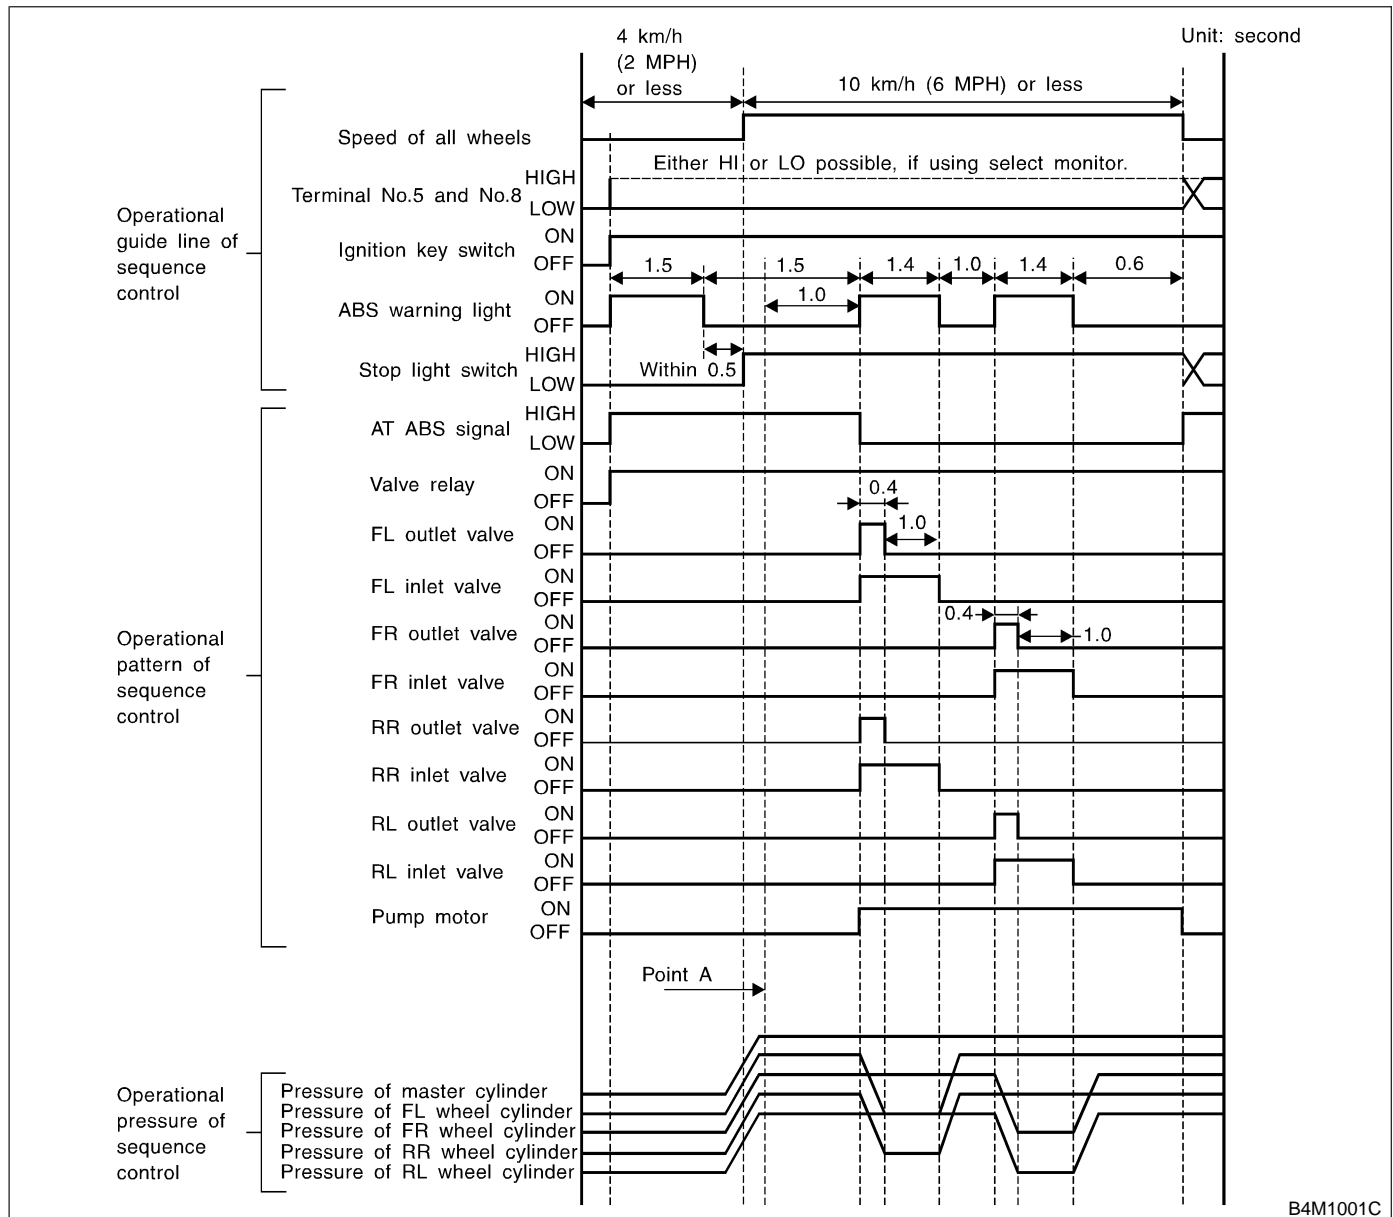 4 km/h
(2 MPH)
or less
Unit: second
10 km/h (6 MPH) or less
Speed of all wheels
Either HI or LO possible, if using select monitor.
Terminal No.5 and No.8
HIGH
LOW
Ignition key switch
ON
OFF
1.5
1.5
1.4
1.0
1.4
0.6
1.0
ABS warning light
ON
OFF
Stop light switch
HIGH
LOW
Within 0.5
Operational
guide line of
sequence
control
AT ABS signal
HIGH
LOW
Valve relay
ON
OFF
0.4
FL outlet valve
ON
OFF
1.0
FL inlet valve
ON
OFF
0.4
FR outlet valve
ON
OFF
1.0
FR inlet valve
ON
OFF
RR outlet valve
ON
OFF
RR inlet valve
ON
OFF
RL outlet valve
ON
OFF
RL inlet valve
ON
OFF
Pump motor
ON
OFF
Operational
pattern of
sequence
control
Point A
Operational
pressure of
sequence
control
Pressure of master cylinder
Pressure of FL wheel cylinder
Pressure of FR wheel cylinder
Pressure of RR wheel cylinder
Pressure of RL wheel cylinder
B4M1001C